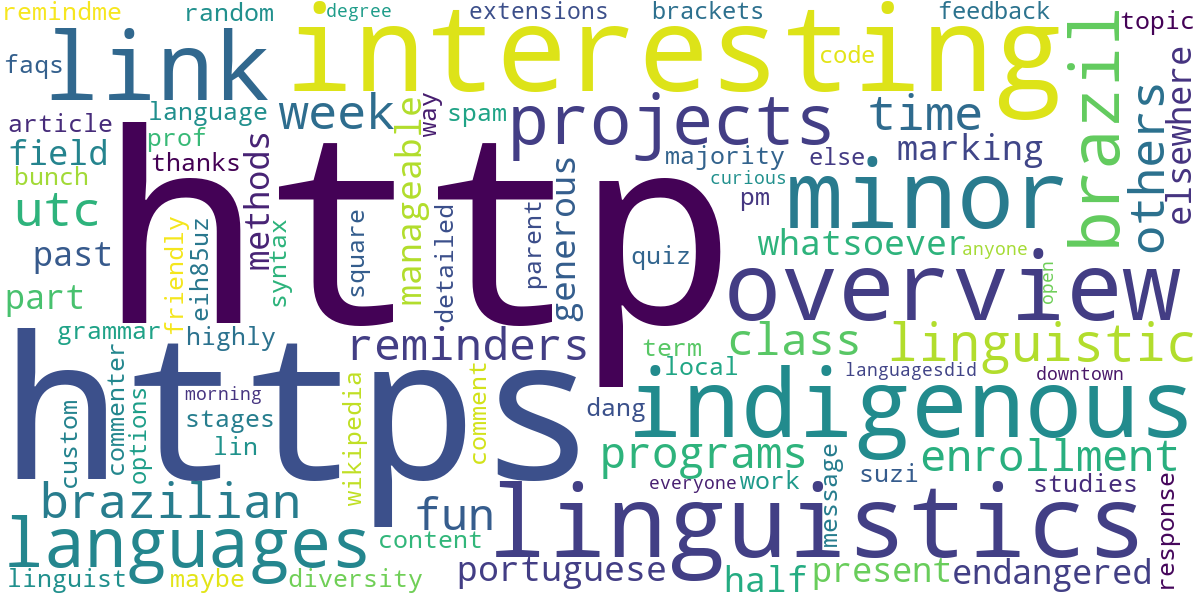 remindme
random
degree
extensions
brackets
feedback
topic
link
interesting
code
brazil
faqs
language
week
manageable
way
spam
projects
time
others
elsewhere
article
prof
field
thanks
methods
majority
else
marking
bunch
curious
pm
minor
utc
http
square
detailed
parent
generous
quiz
whatsoever
anyone
past
friendly
eih85uz
syntax
overview
open
part
grammar
highly
reminders
term
class
linguistic
https
local
languagesdid
downtown
commenter
custom
options
morning
stages
lin
wikipedia
comment
dang
indigenous
programs
enrollment
brazilian
fun
everyone
work
message
suzi
studies
response
languages
content
linguistics
linguist
maybe
diversity
portuguese
half
present
endangered